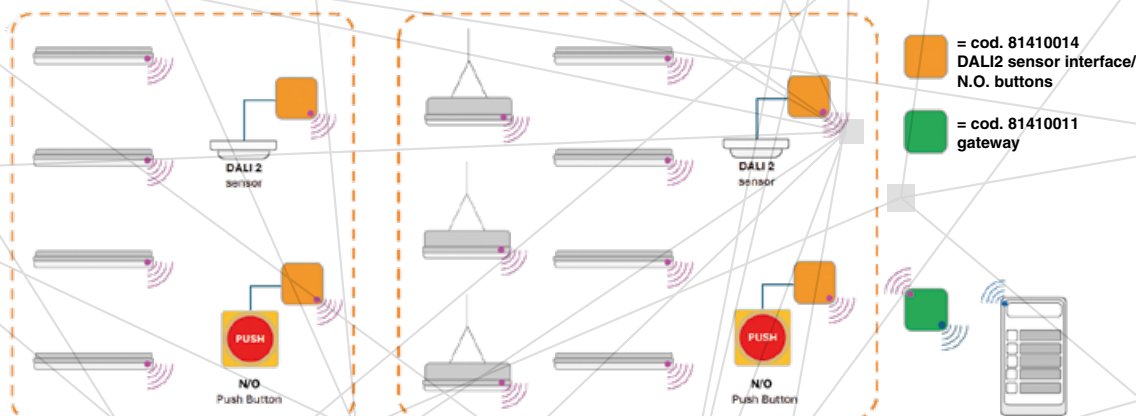 DALI 2
sensor
PUSH
N/O
Push Button
DALI 2
sensor
PUSH
N/O
Push Button
= cod. 81410014
DALI2 sensor interface/
N.O. buttons
= cod. 81410011
gateway